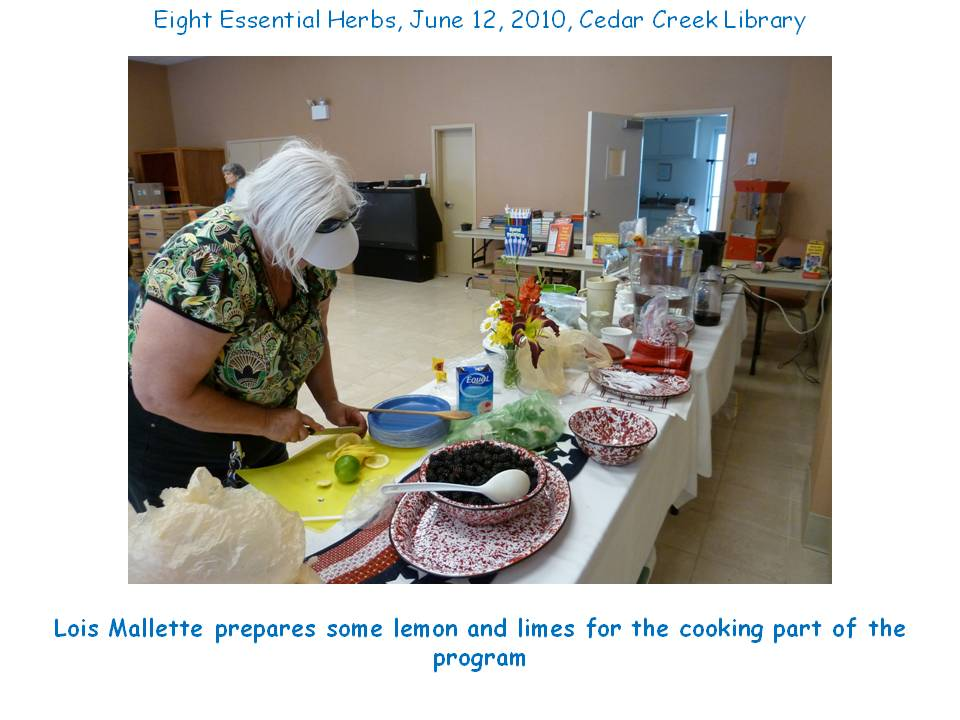 Eight Essential Herbs, June 12, 2010, Cedar Creek Library
EQUAL
Lois Mallette prepares some lemon and limes for the cooking part of the
program